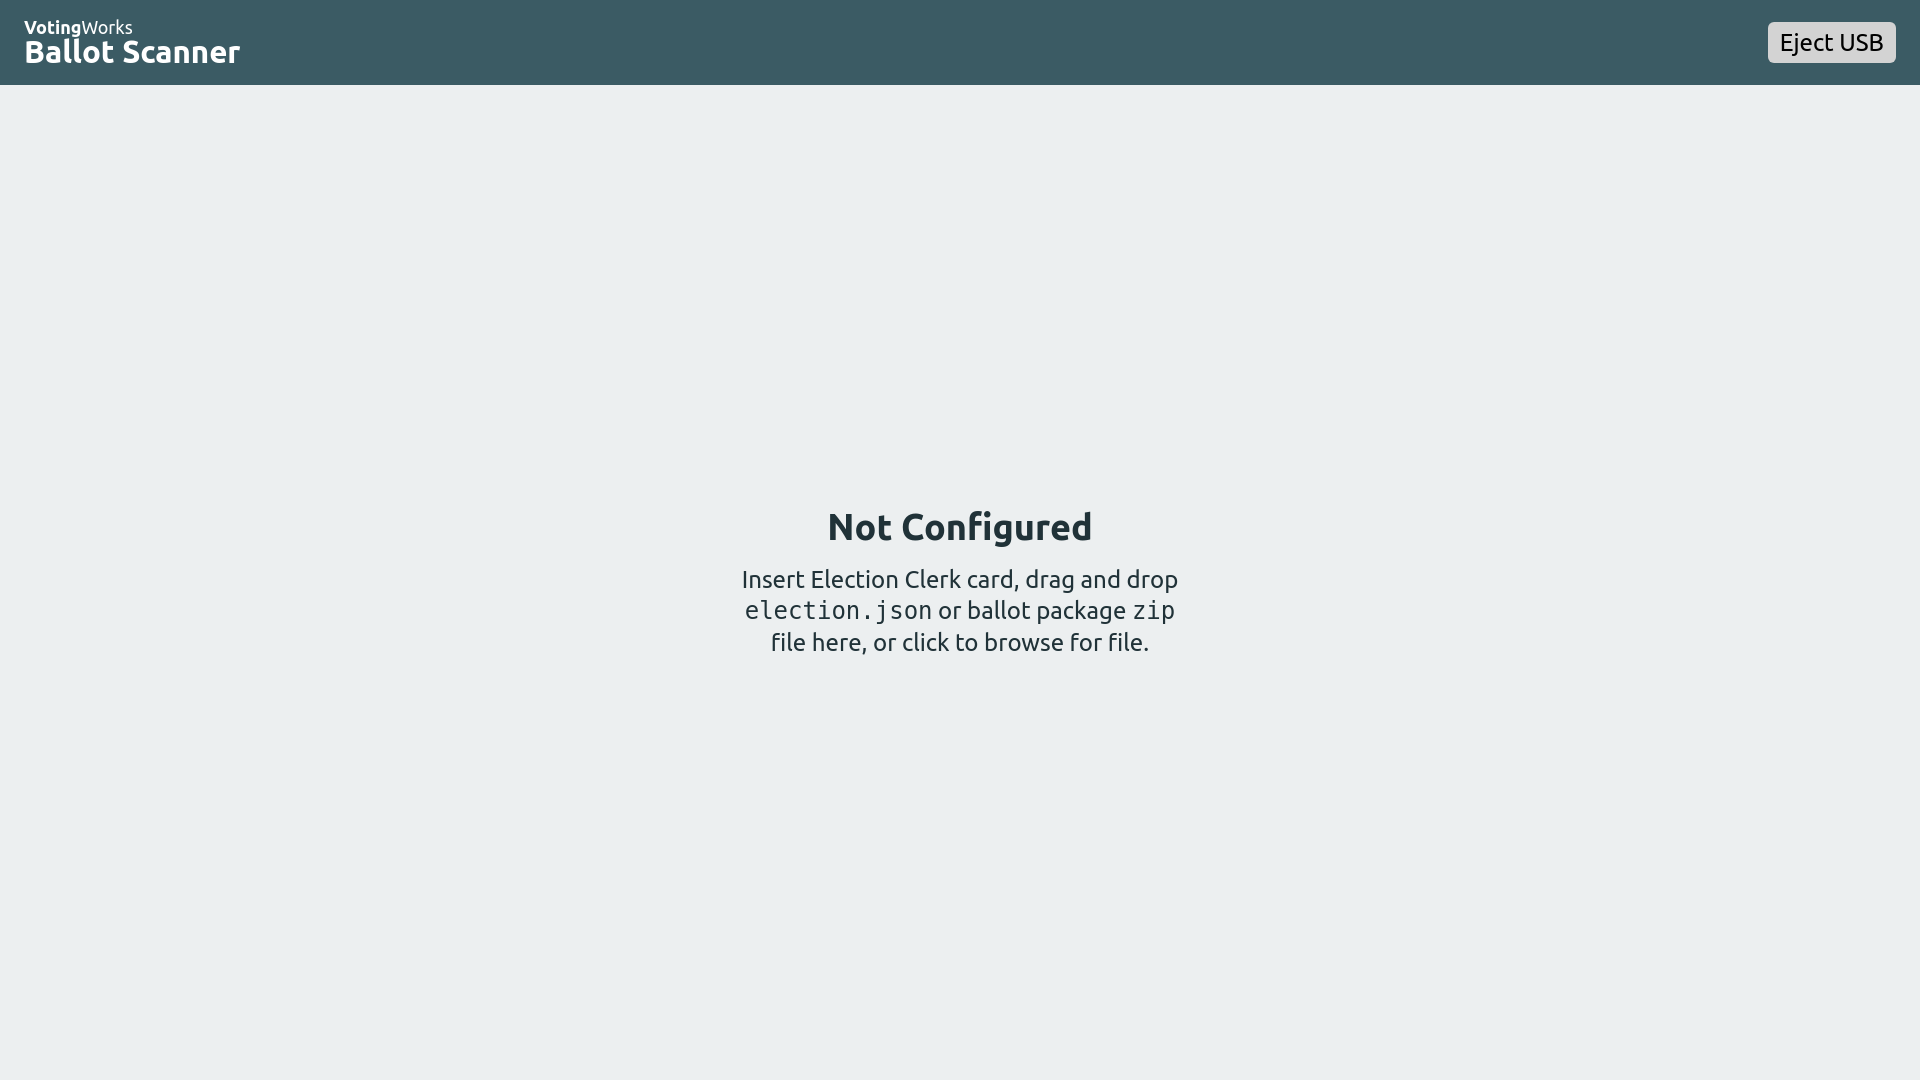 VotingWorks
Ballot Scanner
Eject USB
Not Configured
Insert Election Clerk card, drag and drop
election.json or ballot package zip
file here, or click to browse for file.